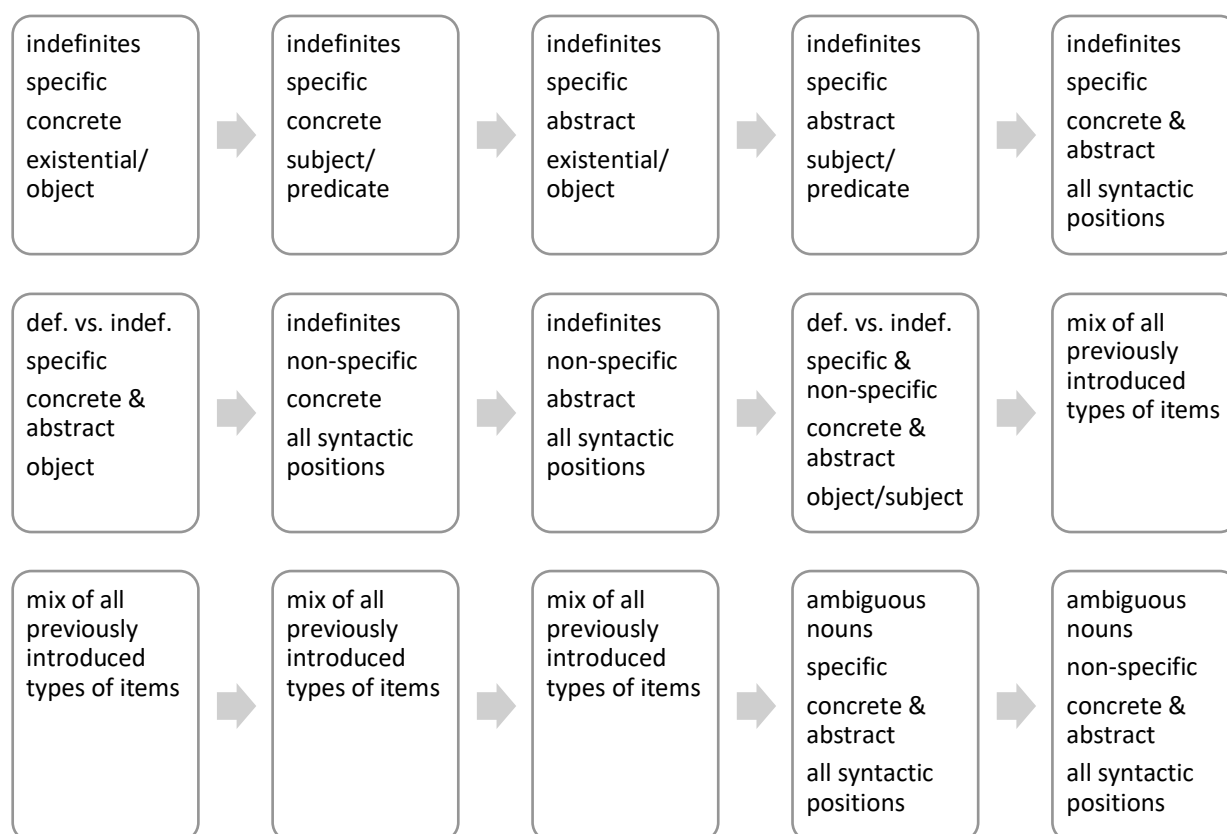 indefinites
specific
concrete
existential/
object
indefinites
specific
concrete
subject/
predicate
indefinites
specific
abstract
existential/
object
indefinites
specific
abstract
subject/
predicate
indefinites
specific
concrete &
abstract
all syntactic
positions
def. vs. indef.
specific
concrete &
abstract
object
indefinites
non-specific
concrete
all syntactic
positions
indefinites
non-specific
abstract
all syntactic
positions
def. vs. indef.
specific &
non-specific
concrete &
abstract
object/subject
mix of all
previously
introduced
types of items
mix of all
previously
introduced
types of items
mix of all
previously
introduced
types of items
mix of all
previously
introduced
types of items
ambiguous
nouns
specific
concrete &
abstract
all syntactic
positions
ambiguous
nouns
non-specific
concrete &
abstract
all syntactic
positions